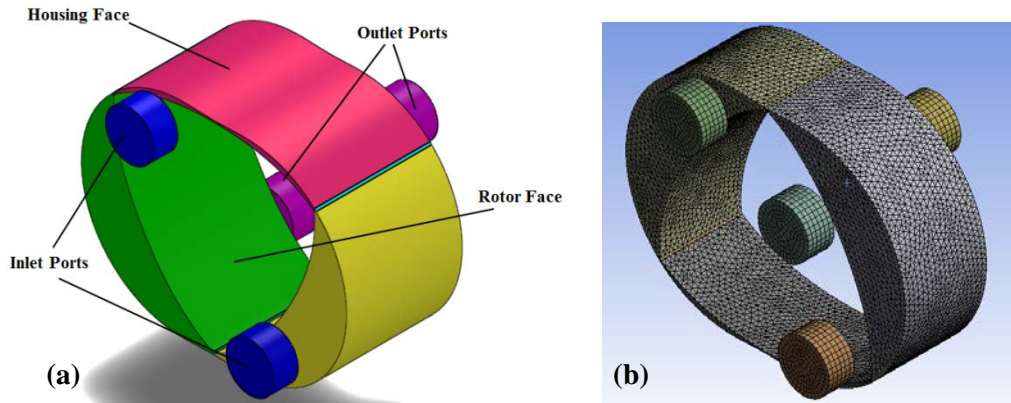 Housing Face
Outlet Ports
Rotor Face
Inlet Ports
(a)
(b)